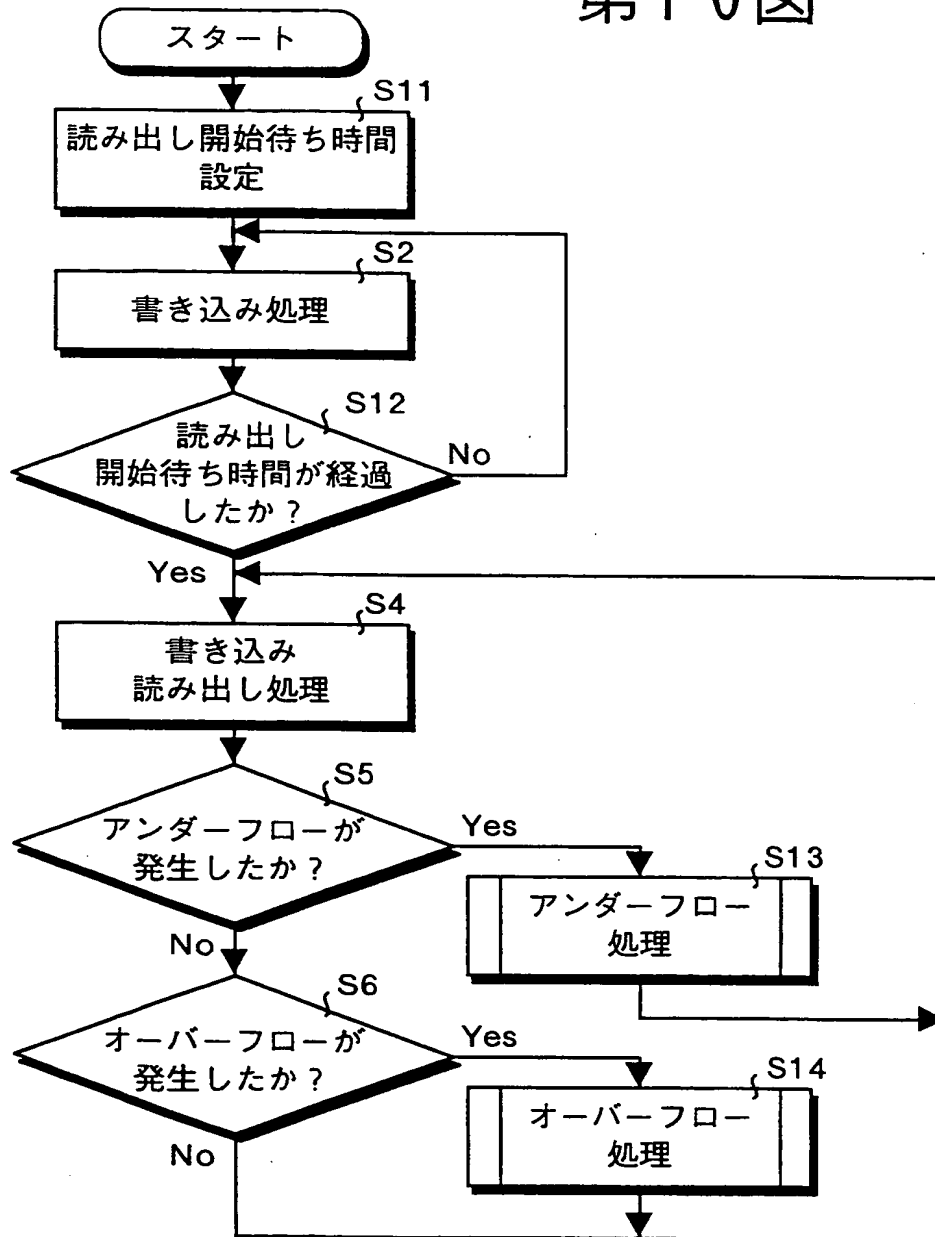 第10図
スタート
S11
読み出し開始待ち時間
設定
S2
書き込み処理
S12
読み出し
開始待ち時間が経過
したか?
No
Yes
S4
書き込み
読み出し処理
S5
アンダーフローが
発生したか?
Yes
No
S13
アンダーフロー
処理
S6
オーバーフローが
発生したか?
Yes
No
S14
オーバーフロー
処理